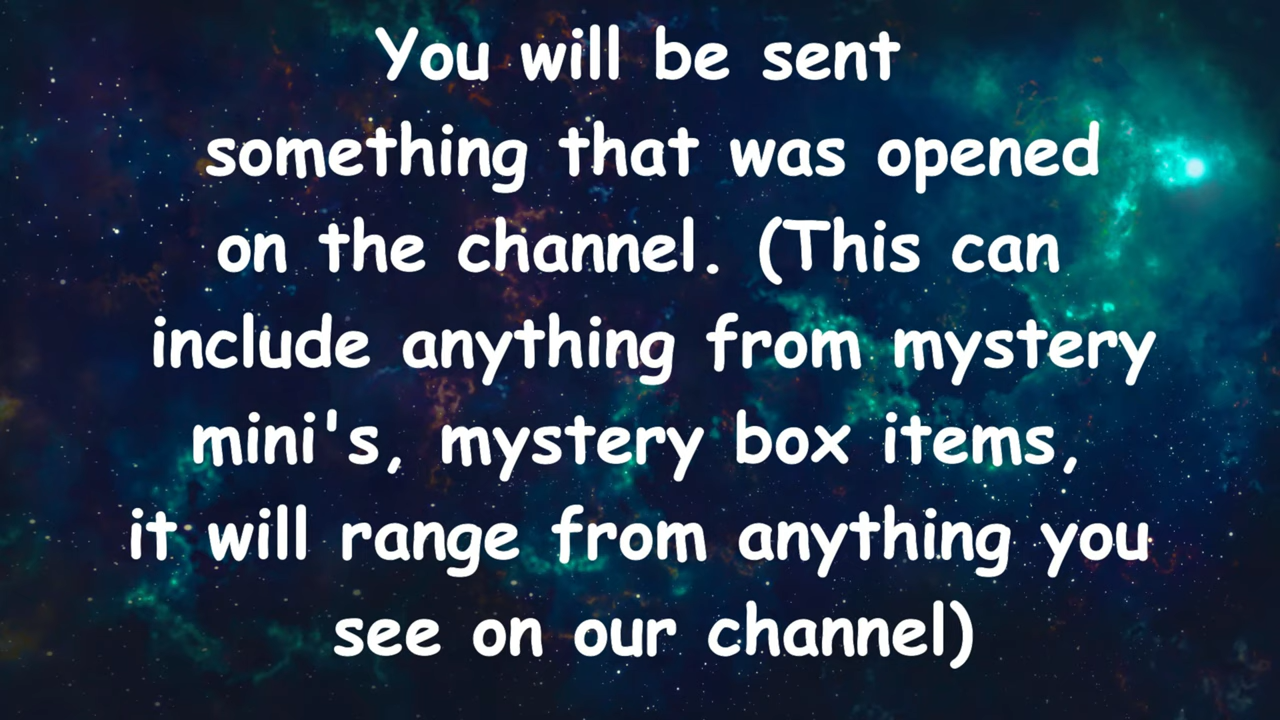 You will be sent
something that was opened
on the channel. (This can
include anything from mystery
mini's, mystery box items,
it will range from anything you
see on our channel)